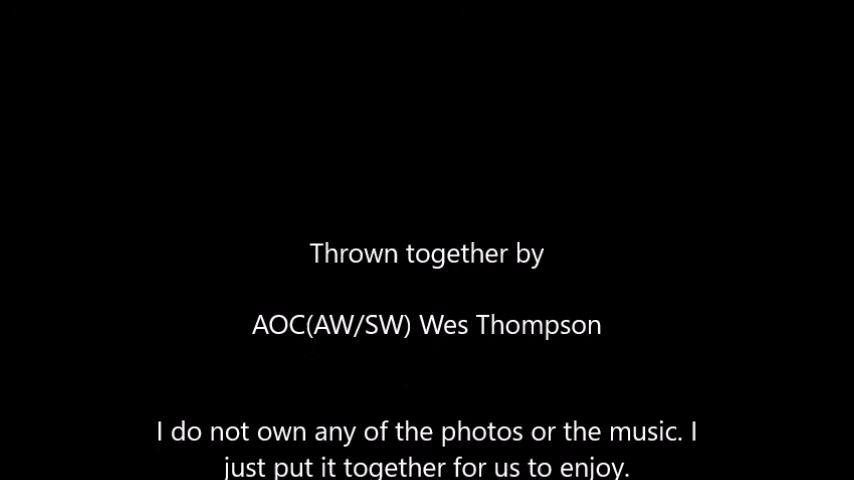 Thrown together by
AOC(AW/SW) Wes Thompson
I do not own any of the photos or the music. I
just put it together for us to enjoy.